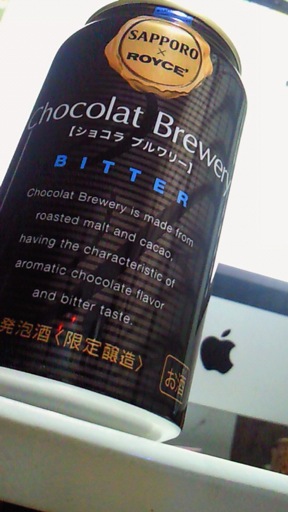 SAPPORO
×
ROYCE'
Chocolat Brewery
【ショコラ ブルワリー】
BITTER
Chocolat Brewery is made from
roasted malt and cacao,
having the characteristic of
aromatic chocolate flavor
and bitter taste.
発泡酒〈限定醸造〉
お酒